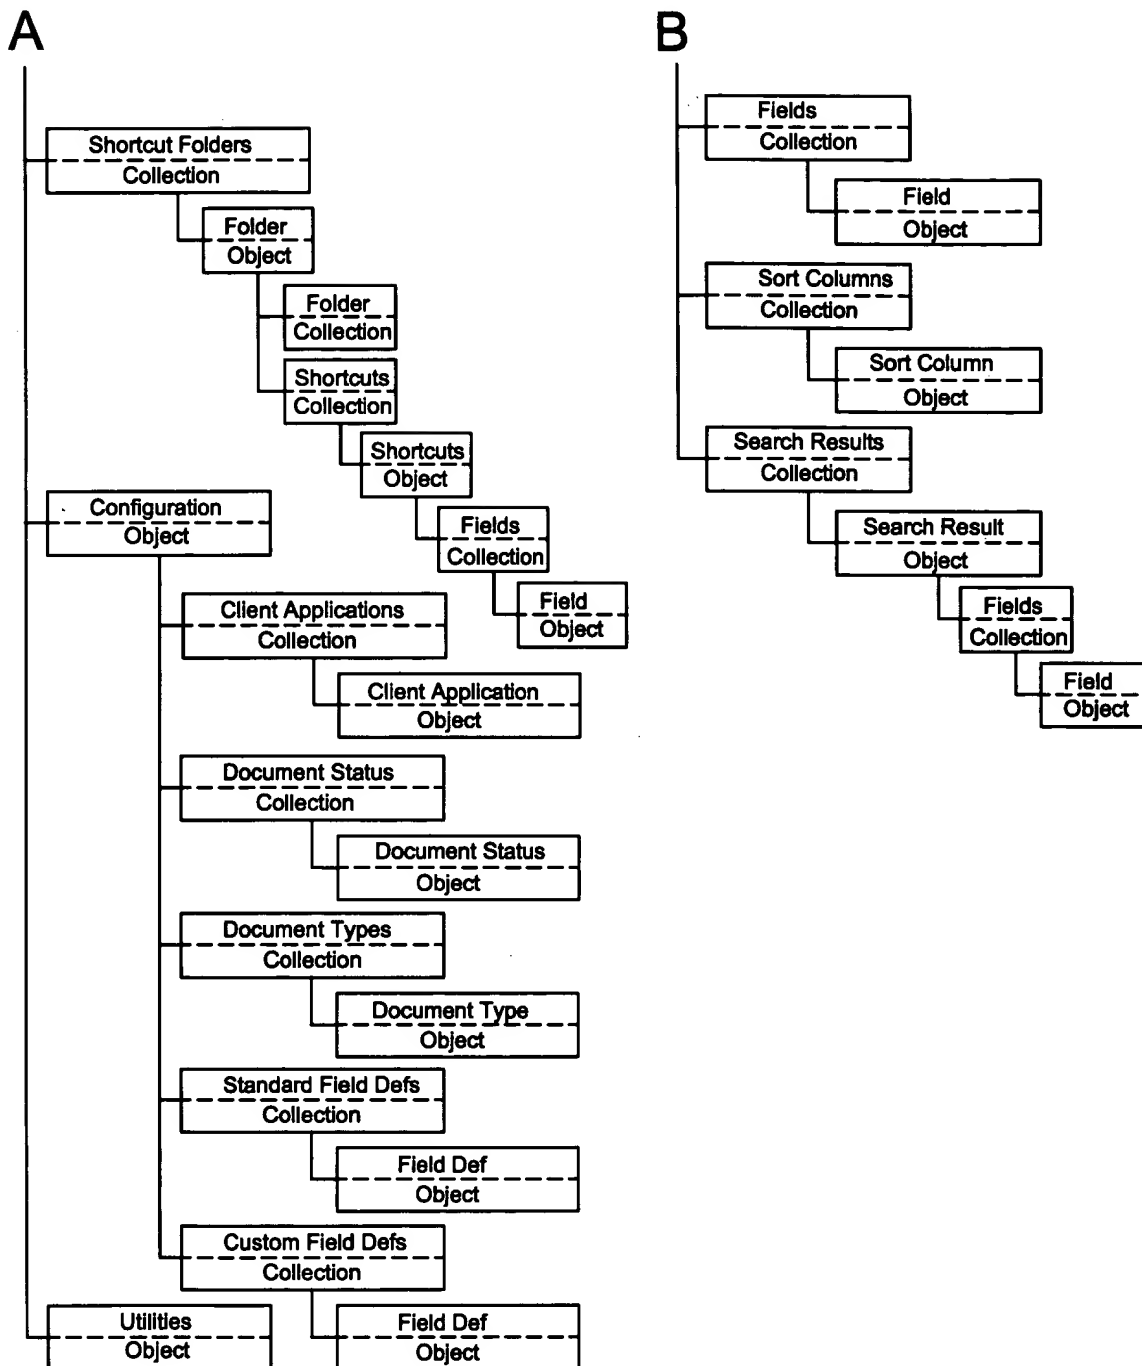 A
Shortcut Folders
Collection
Folder
Object
Folder
Collection
Shortcuts
Collection
Shortcuts
Object
Fields
Collection
Field
Object
Configuration
Object
Client Applications
Collection
Client Application
Object
Document Status
Collection
Document Status
Object
Document Types
Collection
Document Type
Object
Standard Field Defs
Collection
Field Def
Object
Custom Field Defs
Collection
Field Def
Object
Utilities
Object
B
Fields
Collection
Field
Object
Sort Columns
Collection
Sort Column
Object
Search Results
Collection
Search Result
Object
Fields
Collection
Field
Object